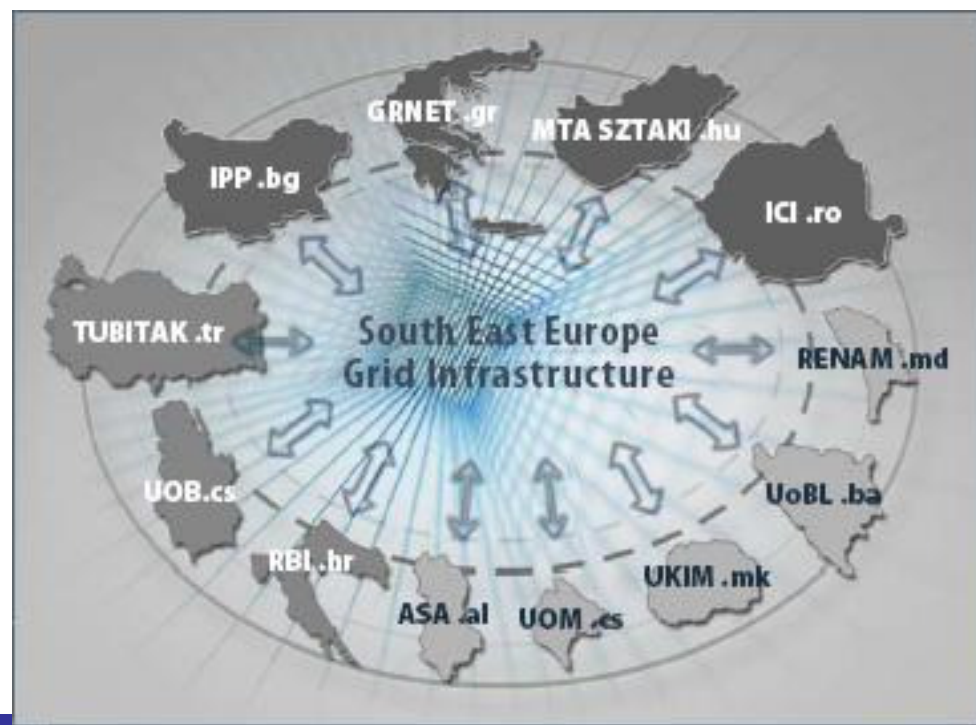 GRNET .gr
MTA SZTAKI .hu
IPP .bg
ICI .ro
TUBITAK .tr
South East Europe
Grid Infrastructure
RENAM .md
UOB.cs
UoBL .ba
RBI .hr
UKIM .mk
ASA .al
UOM .cs